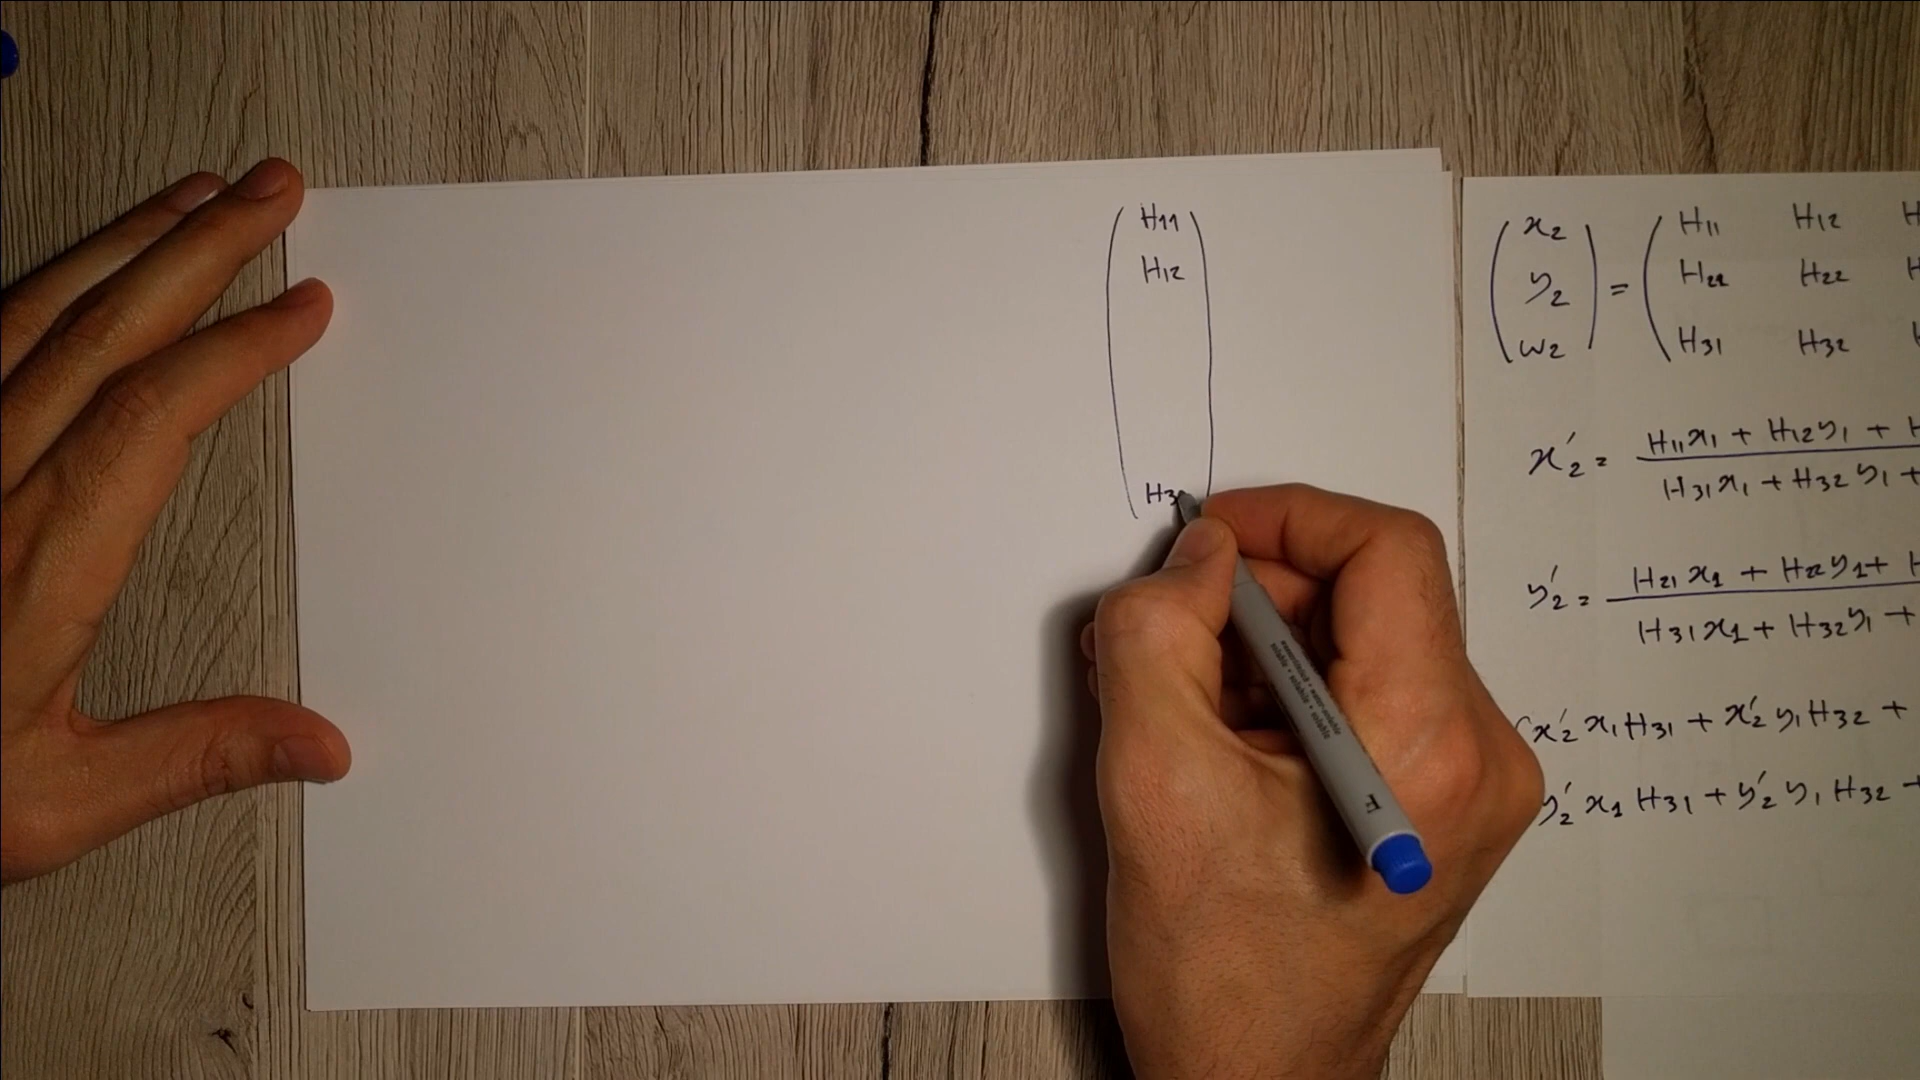 H11
H12
H3
x2 H11 H12 H
y2 = H21 H22 H
w2 H31 H32
x'2 = H11x1 + H12y1 + H
H31x1 + H32y1 +
y'2 = H21x1 + H22y1 + H
H31x1 + H32y1 +
x'2x1H31 + x'2y1H32 +
y'2x1H31 + y'2y1H32 +